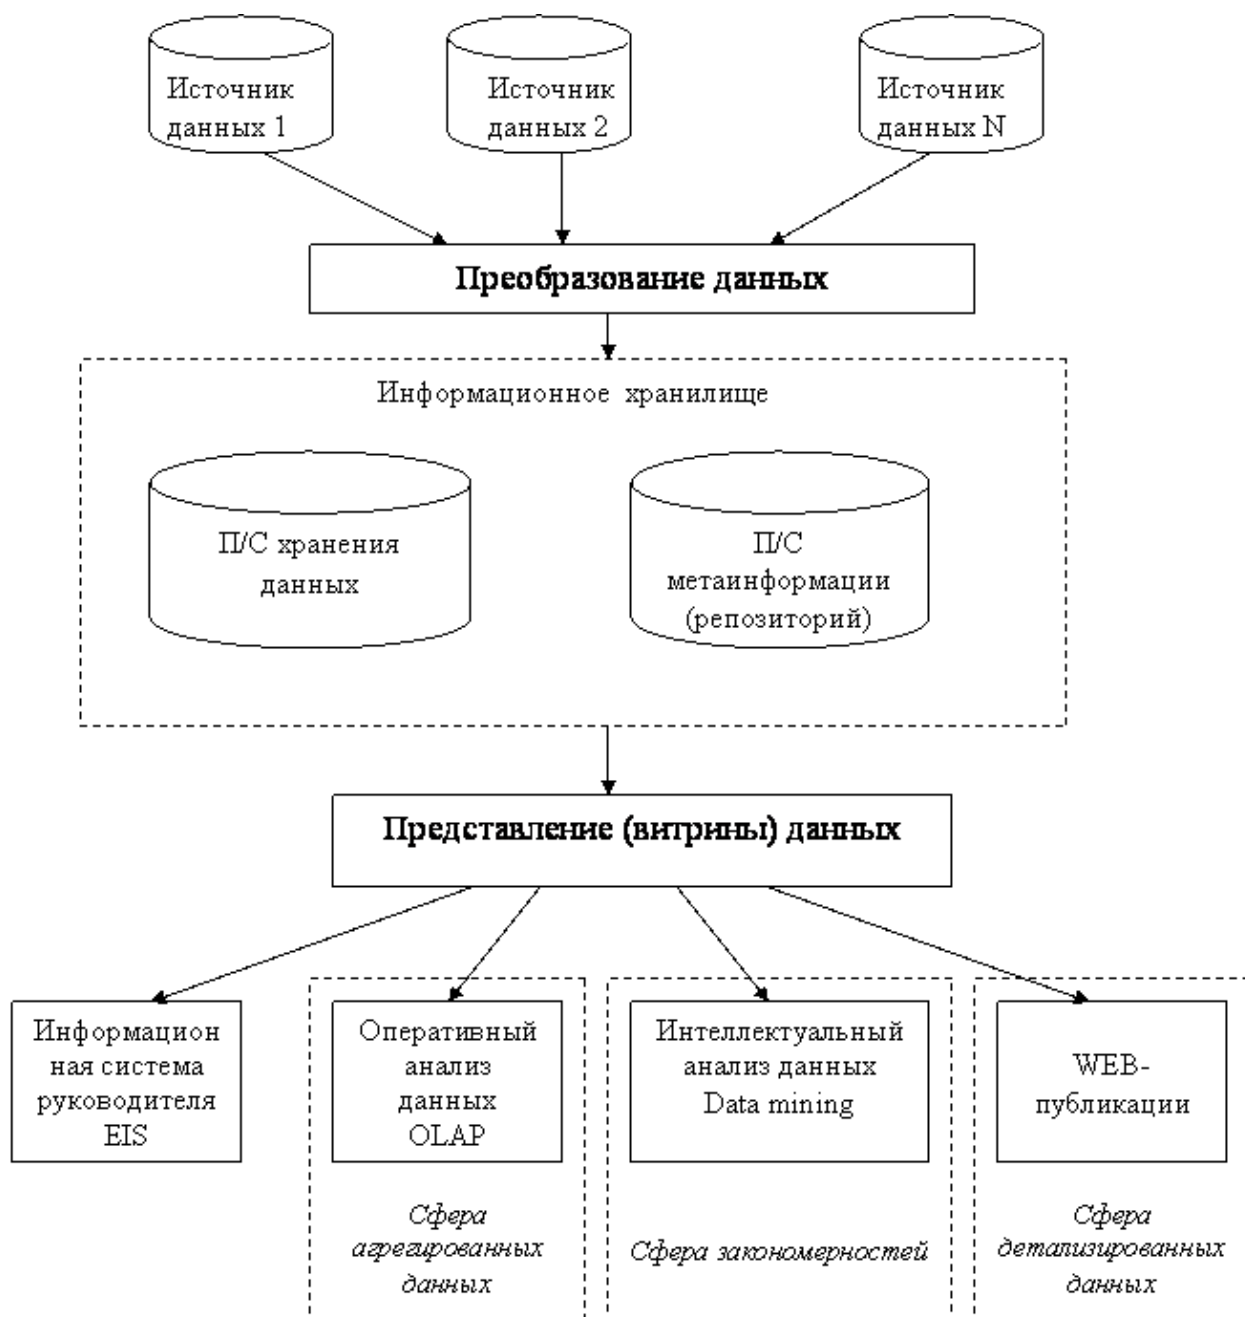 Источник
данных 1
Источник
данных 2
Источник
данных N
Преобразование данных
Информационное хранилище
П/С хранения
данных
П/С
метаинформации
(репозиторий)
Представление (витрины) данных
Информацион
ная система
руководителя
EIS
Оперативный
анализ
данных
OLAP
Интеллектуальный
анализ данных
Data mining
WEB-
публикации
Сфера
агрегированных
данных
Сфера закономерностей
Сфера
детализированных
данных